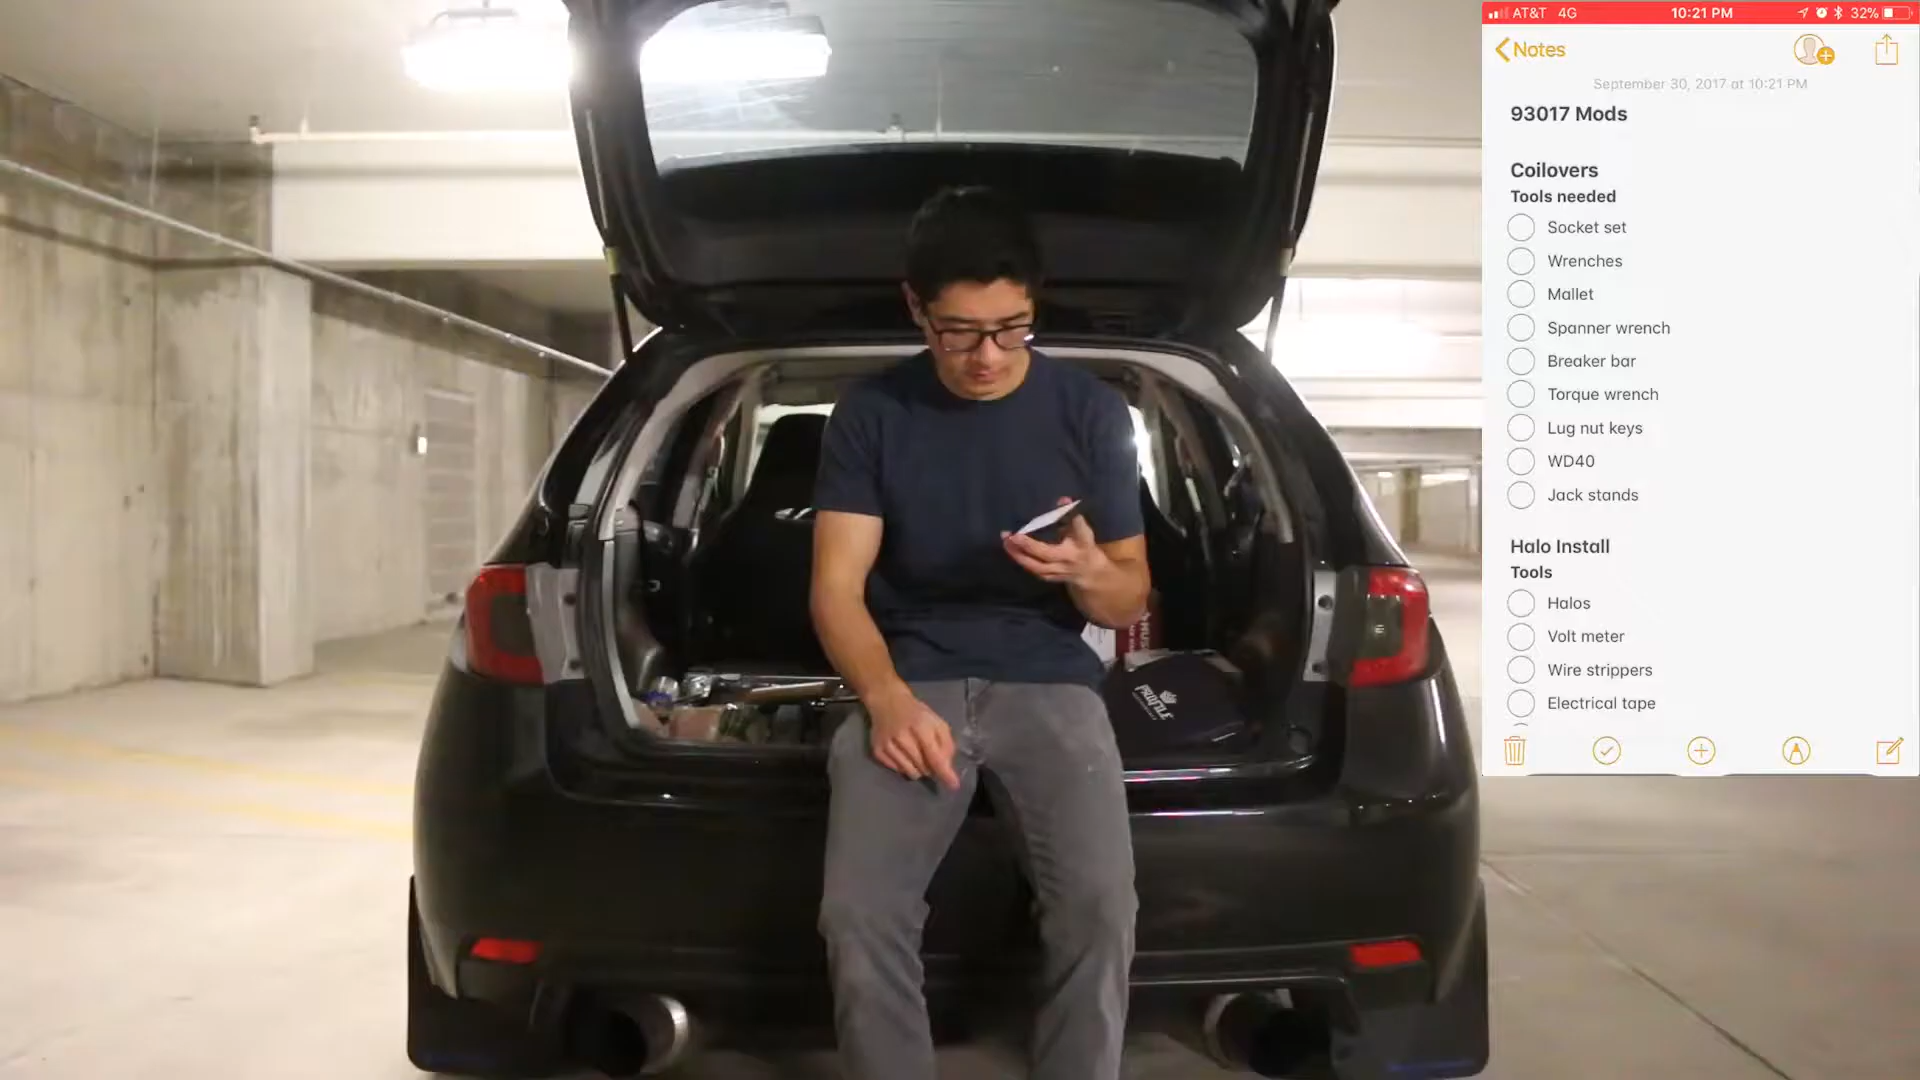 AT&T 4G 10:21 PM 32%
Notes
September 30, 2017 at 10:21 PM
93017 Mods
Coilovers
Tools needed
Socket set
Wrenches
Mallet
Spanner wrench
Breaker bar
Torque wrench
Lug nut keys
WD40
Jack stands
Halo Install
Tools
Halos
Volt meter
Wire strippers
Electrical tape
PROFILE